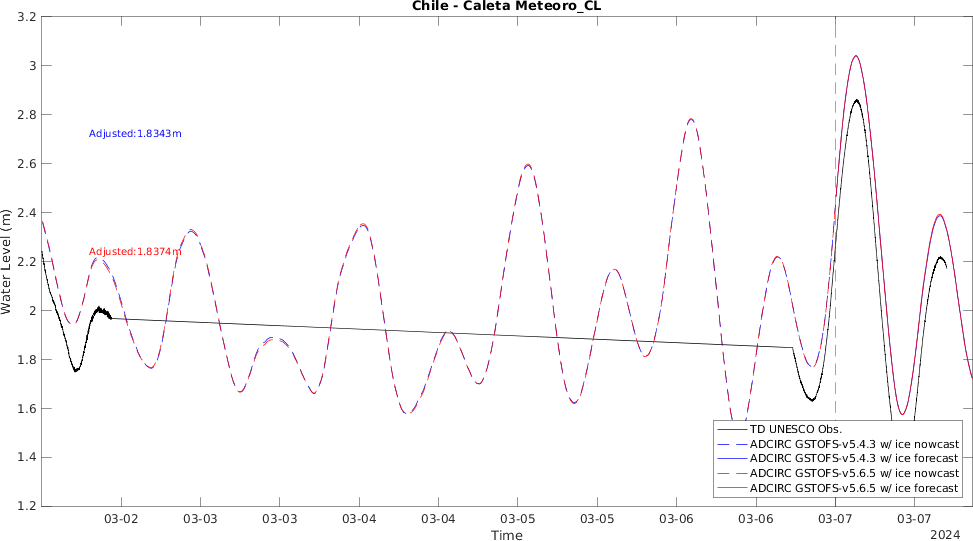 Chile - Caleta Meteoro_CL
3.2
3
2.8
2.6
2.4
2.2
2
1.8
1.6
1.4
1.2
Water Level (m)
Adjusted:1.8343m
Adjusted:1.8374m
TD UNESCO Obs.
ADCIRC GSTOFS-v5.4.3 w/ ice nowcast
ADCIRC GSTOFS-v5.4.3 w/ ice forecast
ADCIRC GSTOFS-v5.6.5 w/ ice nowcast
ADCIRC GSTOFS-v5.6.5 w/ ice forecast
03-02 03-03 03-03 03-04 03-04 03-05 03-05 03-06 03-06 03-07 03-07
Time
2024